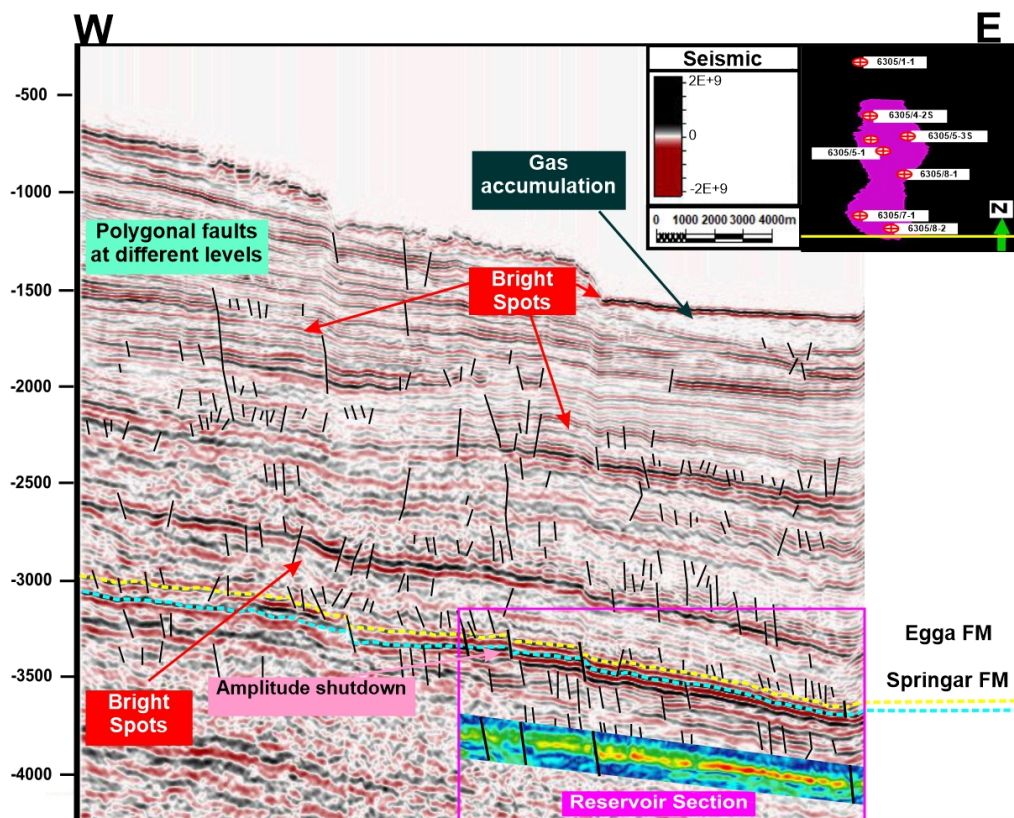 W
E
Seismic
2E+9
0
-2E+9
0 1000 2000 3000 4000m
6305/1-1
6305/4-2S
6305/5-3S
6305/5-1
6305/8-1
6305/7-1
6305/8-2
N
-500
-1000
-1500
-2000
-2500
-3000
-3500
-4000
Gas
accumulation
Polygonal faults
at different levels
Bright
Spots
Bright
Spots
Amplitude shutdown
Reservoir Section
Egga FM
Springar FM